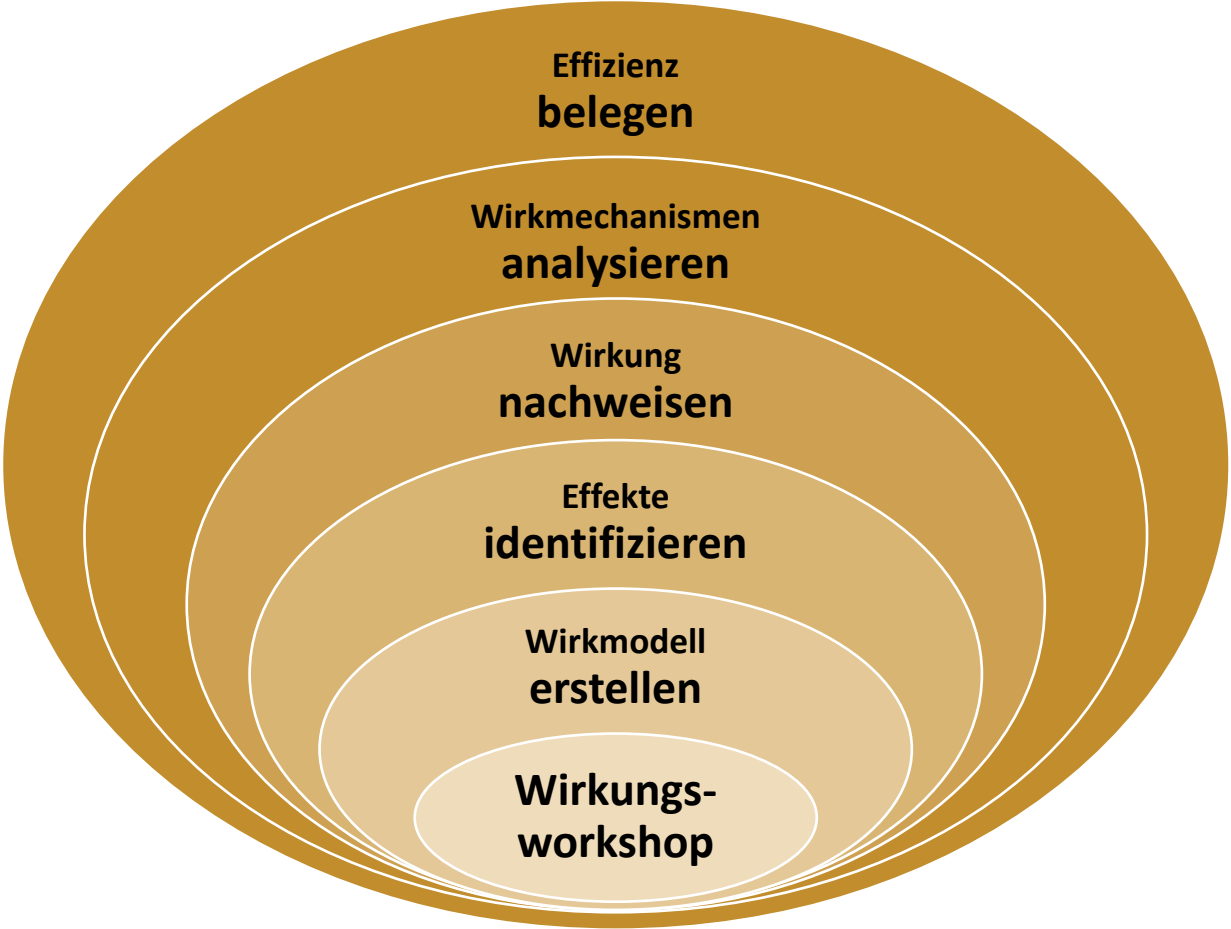 Effizienz
belegen
Wirkmechanismen
analysieren
Wirkung
nachweisen
Effekte
identifizieren
Wirkmodell
erstellen
Wirkungs-
workshop